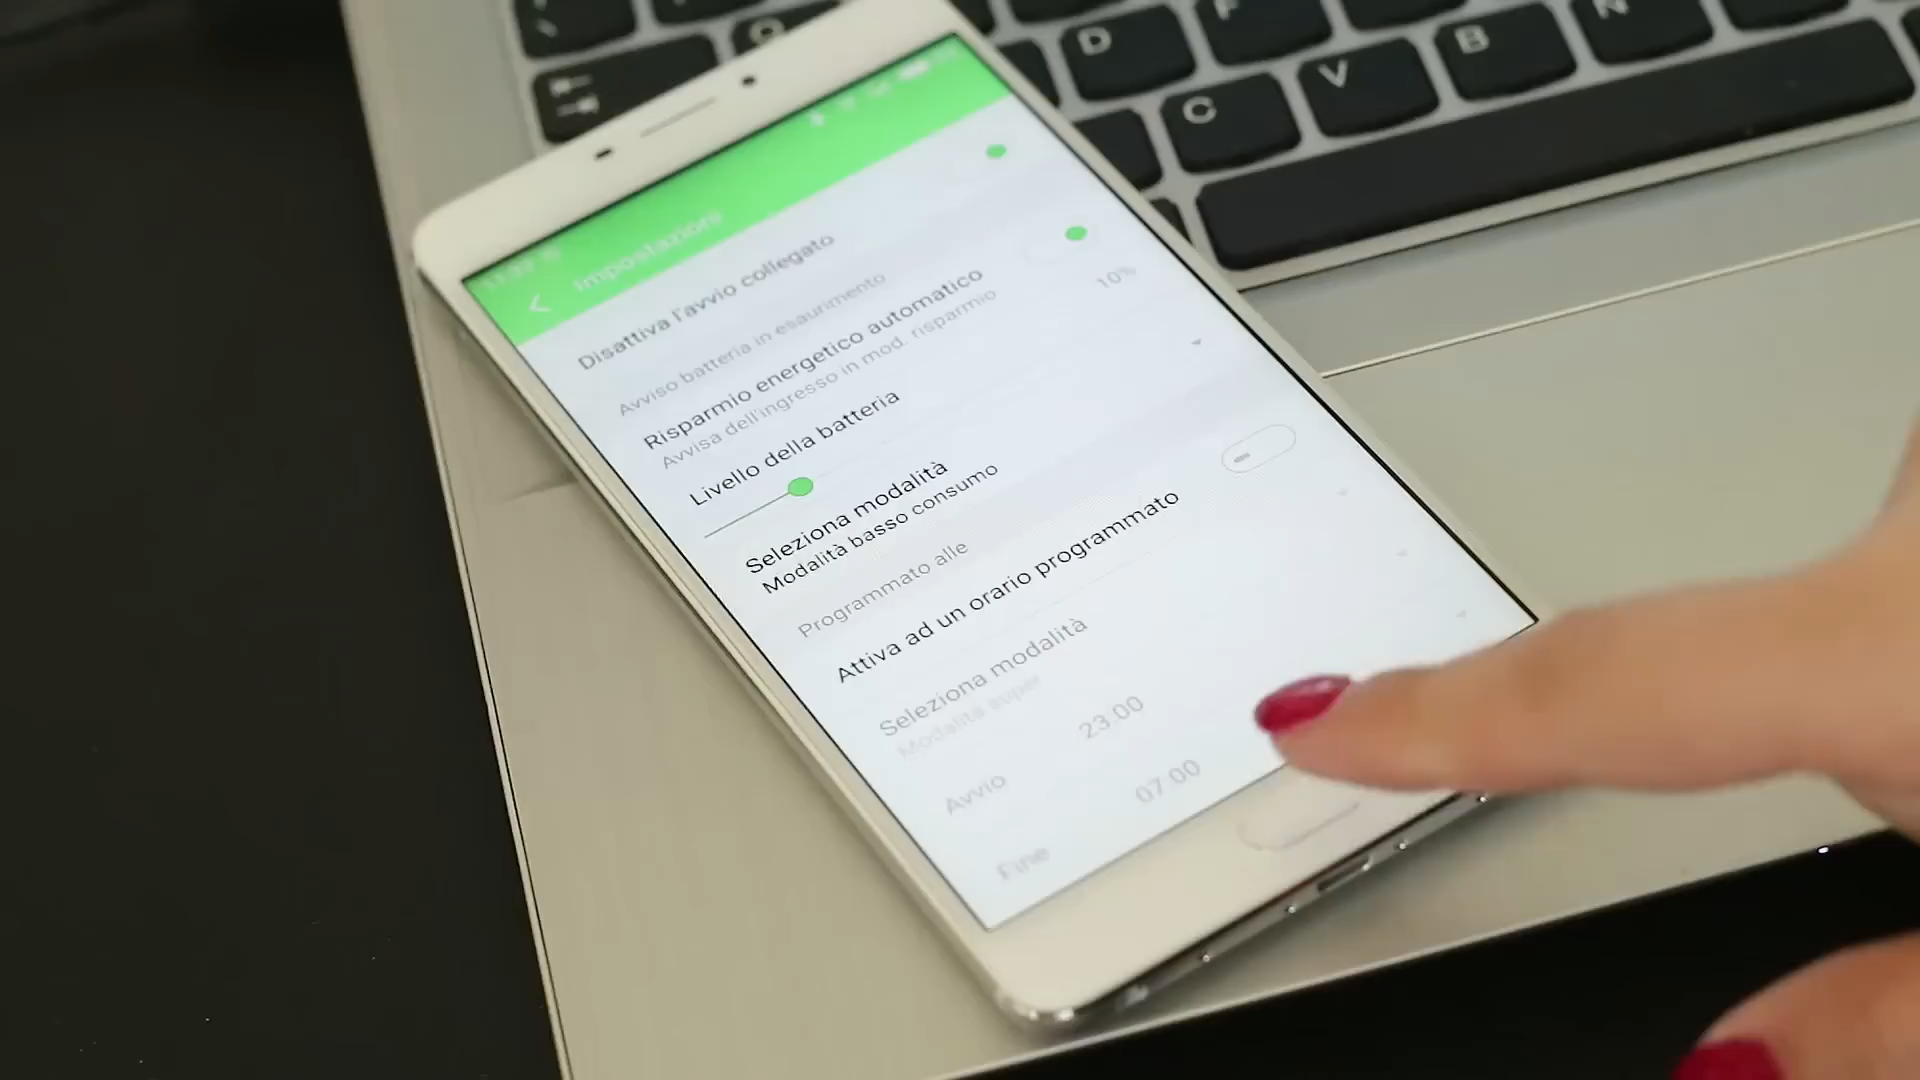 Q
D
F
N
B
V
C
Impostazioni
Disattiva l'avvio collegato
Avviso batteria in esaurimento
Risparmio energetico automatico
Avvisa dell'ingresso in mod. risparmio
Livello della batteria 10%
Seleziona modalità
Modalità basso consumo
Programmato alle
Attiva ad un orario programmato
Seleziona modalità
Modalità super
Avvio 23:00
Fine 07:00